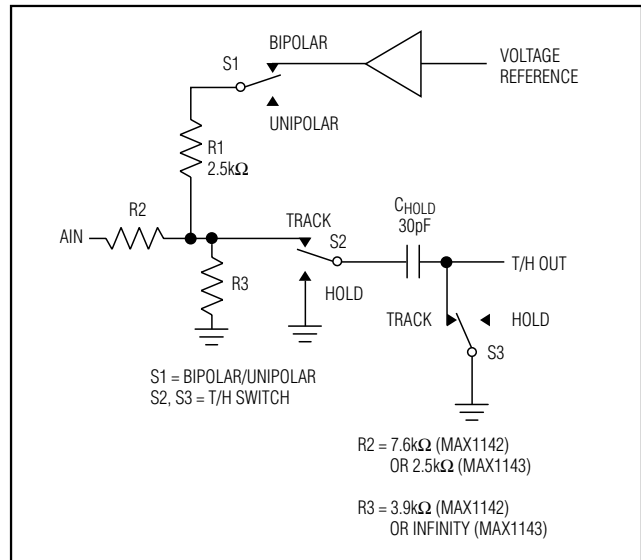 BIPOLAR
S1
VOLTAGE
REFERENCE
UNIPOLAR
R1
2.5kΩ
R2
TRACK
CHOLD
30pF
AIN
S2
T/H OUT
R3
HOLD
TRACK
HOLD
S3
S1 = BIPOLAR/UNIPOLAR
S2, S3 = T/H SWITCH
R2 = 7.6kΩ (MAX1142)
OR 2.5kΩ (MAX1143)
R3 = 3.9kΩ (MAX1142)
OR INFINITY (MAX1143)